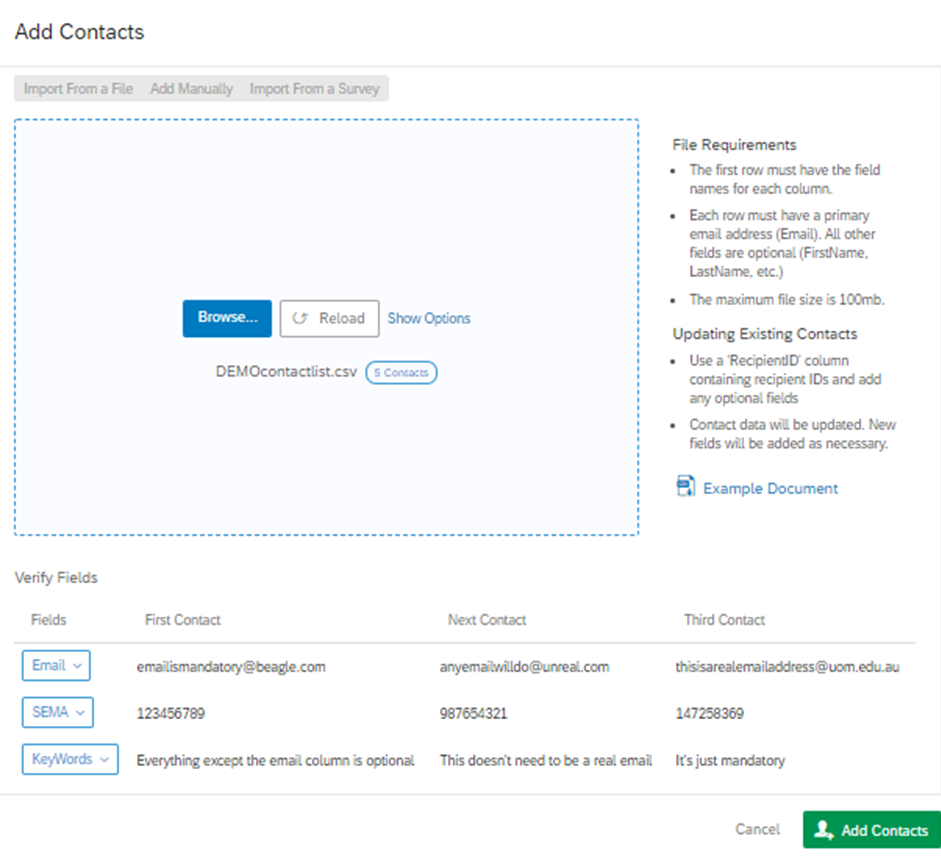 Add Contacts
Import From a File Add Manually Import From a Survey
File Requirements
The first row must have the field
names for each column.
Each row must have a primary
email address (Email). All other
fields are optional (FirstName,
LastName, etc.)
The maximum file size is 100mb.
Updating Existing Contacts
Use a 'RecipientID' column
containing recipient IDs and add
any optional fields
Contact data will be updated. New
fields will be added as necessary.
Example Document
Browse... Reload Show Options
DEMOcontactlist.csv 5 Contacts
Verify Fields
Fields First Contact Next Contact Third Contact
Email emailismandatory@beagle.com anyemailwilldo@unreal.com thisisarealemailaddress@uom.edu.au
SEMA 123456789 987654321 147258369
KeyWords Everything except the email column is optional This doesn't need to be a real email It's just mandatory
Cancel Add Contacts